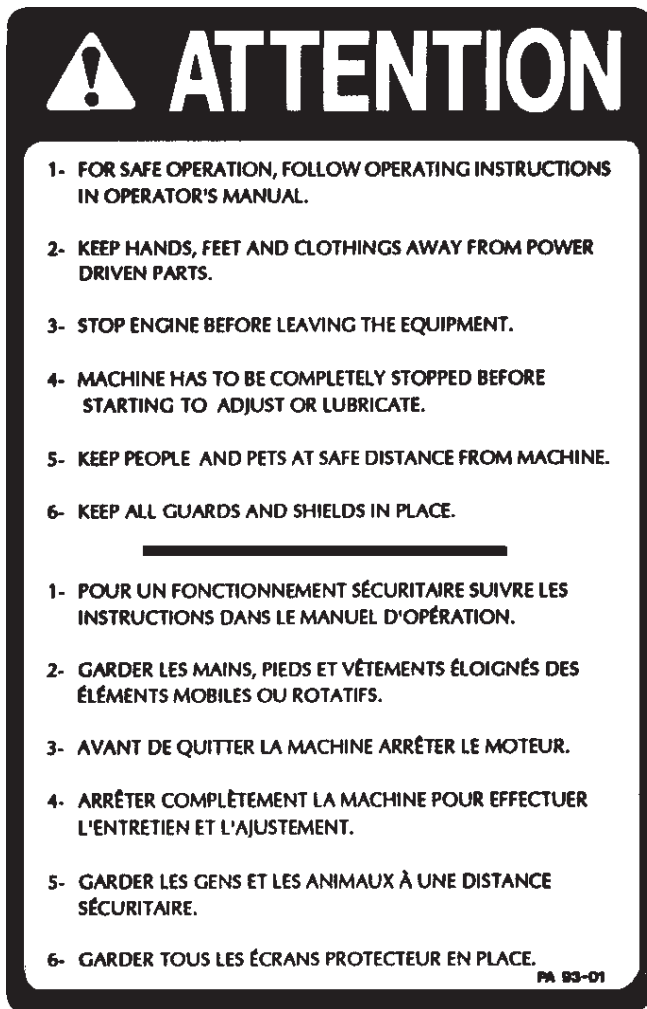 ATTENTION
1- FOR SAFE OPERATION, FOLLOW OPERATING INSTRUCTIONS
IN OPERATOR'S MANUAL.
2- KEEP HANDS, FEET AND CLOTHINGS AWAY FROM POWER
DRIVEN PARTS.
3- STOP ENGINE BEFORE LEAVING THE EQUIPMENT.
4- MACHINE HAS TO BE COMPLETELY STOPPED BEFORE
STARTING TO ADJUST OR LUBRICATE.
5- KEEP PEOPLE AND PETS AT SAFE DISTANCE FROM MACHINE.
6- KEEP ALL GUARDS AND SHIELDS IN PLACE.
1- POUR UN FONCTIONNEMENT SÉCURITAIRE SUIVRE LES
INSTRUCTIONS DANS LE MANUEL D'OPÉRATION.
2- GARDER LES MAINS, PIEDS ET VÊTEMENTS ÉLOIGNÉS DES
ÉLÉMENTS MOBILES OU ROTATIFS.
3- AVANT DE QUITTER LA MACHINE ARRÊTER LE MOTEUR.
4- ARRÊTER COMPLÈTEMENT LA MACHINE POUR EFFECTUER
L'ENTRETIEN ET L'AJUSTEMENT.
5- GARDER LES GENS ET LES ANIMAUX À UNE DISTANCE
SÉCURITAIRE.
6- GARDER TOUS LES ÉCRANS PROTECTEUR EN PLACE.
PA 93-01